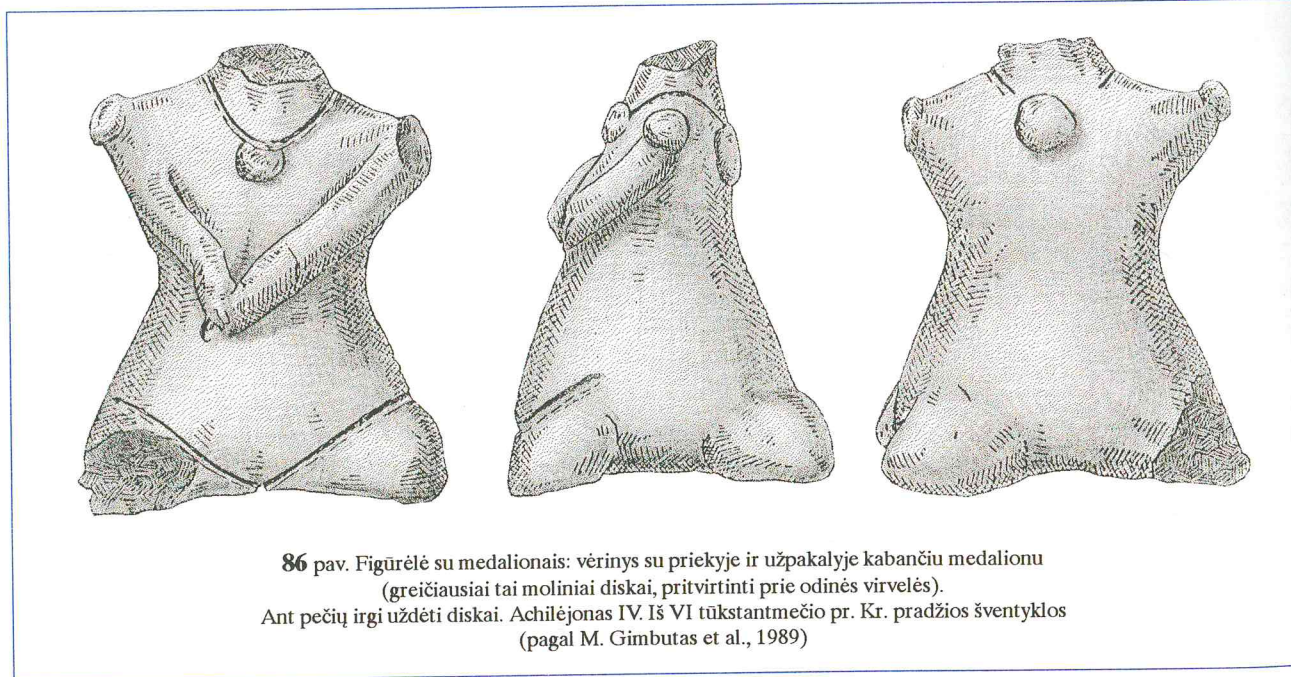 86 pav. Figūrėlė su medalionais: vėrinys su priekyje ir užpakalyje kabančiu medalionu
(greičiausiai tai moliniai diskai, pritvirtinti prie odinės virvelės).
Ant pečių irgi uždėti diskai. Achilėjonas IV. Iš VI tūkstantmečio pr. Kr. pradžios šventyklos
(pagal M. Gimbutas et al., 1989)